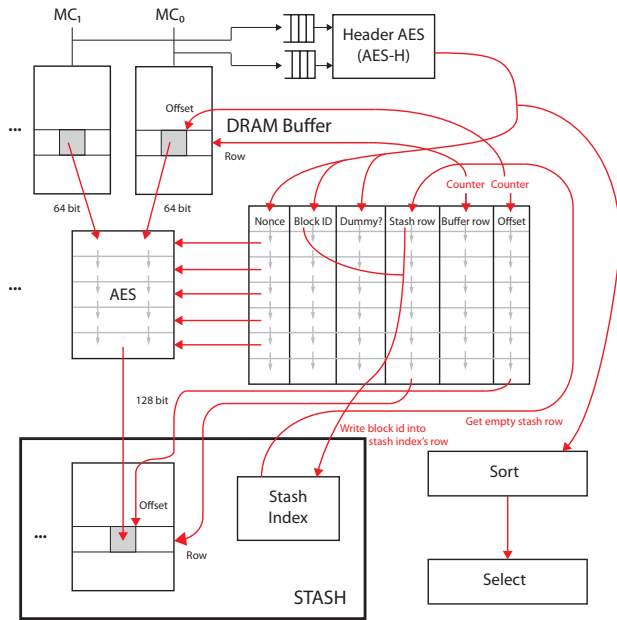 MC1 MC0
Header AES
(AES-H)
Offset
DRAM Buffer
...
Row
64 bit 64 bit
Counter Counter
Nonce Block ID Dummy? Stash row Buffer row Offset
...
AES
128 bit
Write block id into
stash index's row
Get empty stash row
Sort
Stash
Index
Offset
...
Row
Select
STASH